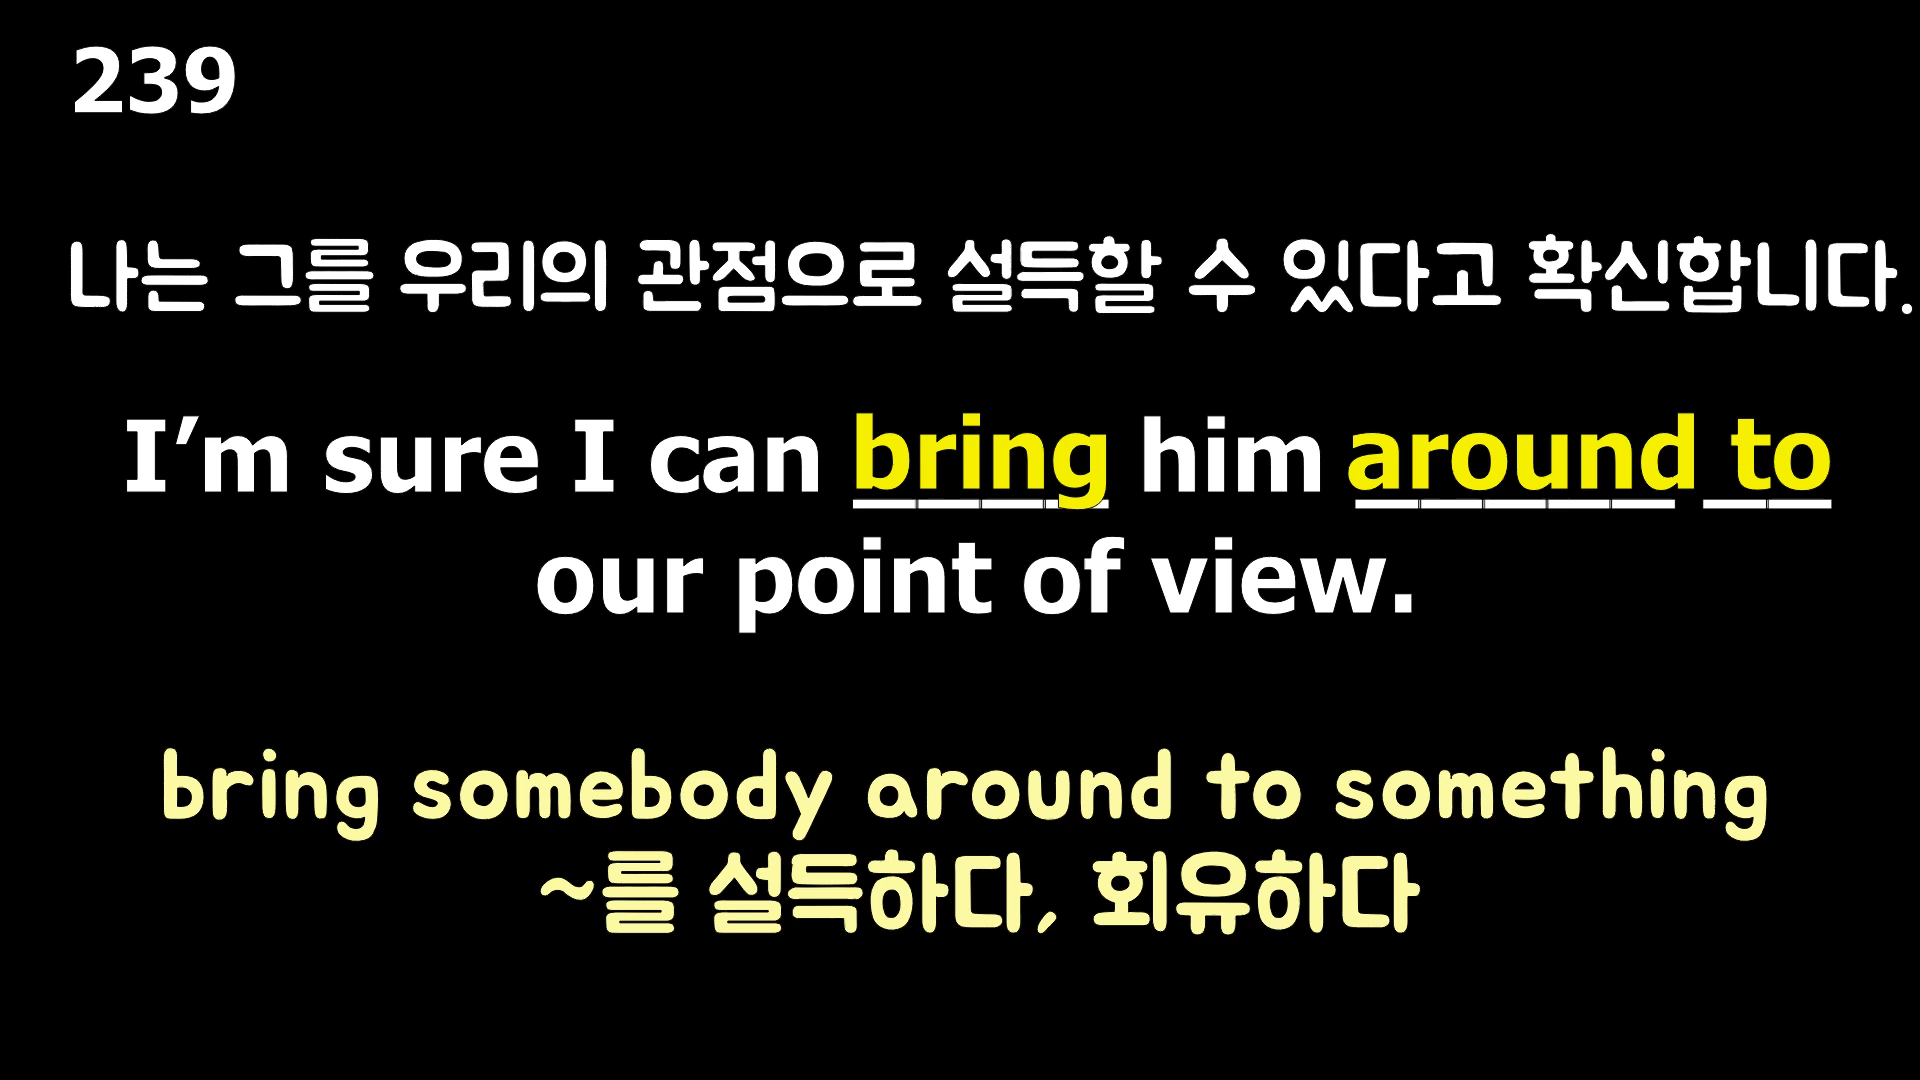 239
나는 그를 우리의 관점으로 설득할 수 있다고 확신합니다.
I’m sure I can bring him around to
our point of view.
bring somebody around to something
~를 설득하다, 회유하다